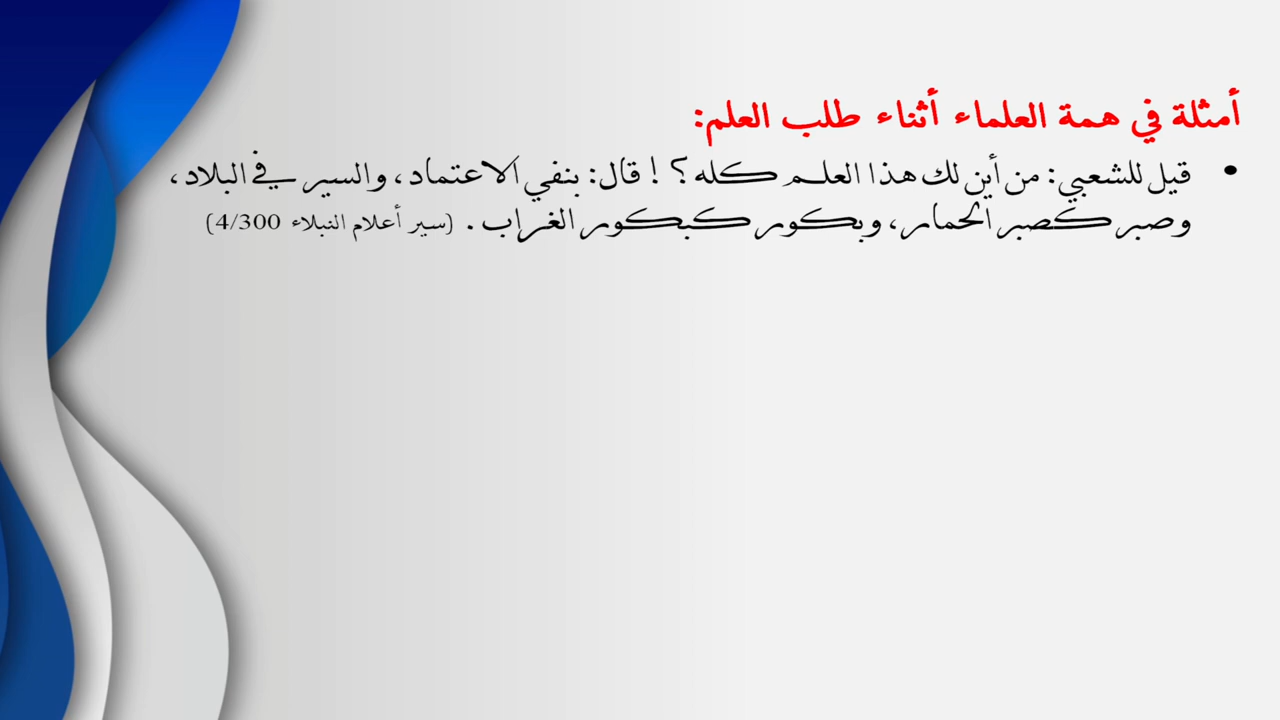 أمثلة في همة العلماء أثناء طلب العلم:
• قيل للشعبي: من أين لك هذا العلم كله؟! قال: بنفي الاعتماد، والسير في البلاد،
وصبر كصبر الحمار، وبكور كبكور الغراب. (سير أعلام النبلاء 4/300)